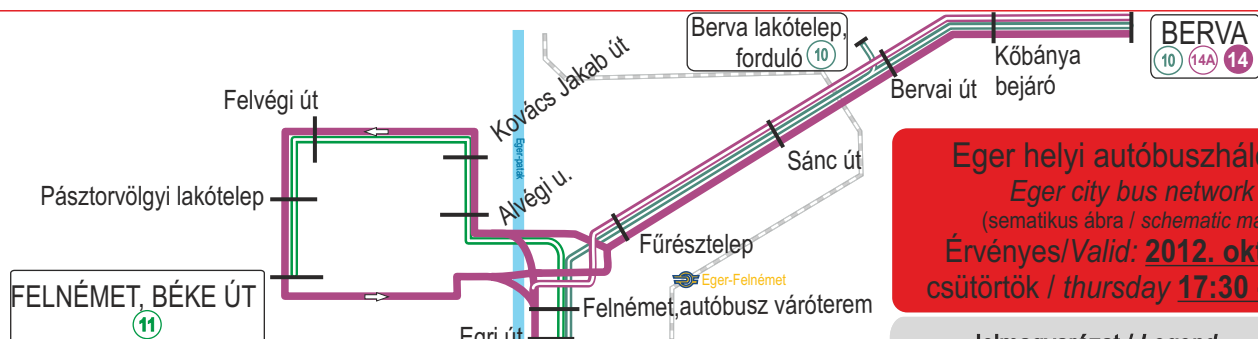 Berva lakótelep,
forduló 10
BERVA
10 14A 14
Kőbánya
bejáró
Bervai út
Kovács Jakab út
Felvégi út
Eger-patak
Sánc út
Pásztorvölgyi lakótelep
Alvégi u.
Fűrésztelep
Eger-Felnémet
FELNÉMET, BÉKE ÚT
11
Felnémet,autóbusz váróterem
Egri út
Eger helyi autóbuszháló
Eger city bus network
(sematikus ábra / schematic ma
Érvényes/Valid: 2012. okt
csütörtök / thursday 17:30
Jelmagyarázat / Legend